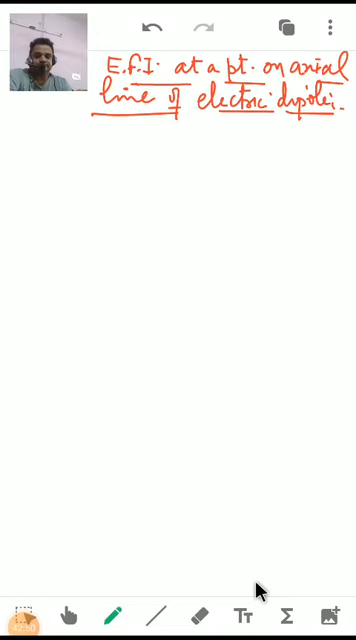 E.f.I. at a pt. on axial
line of electric dipole:-